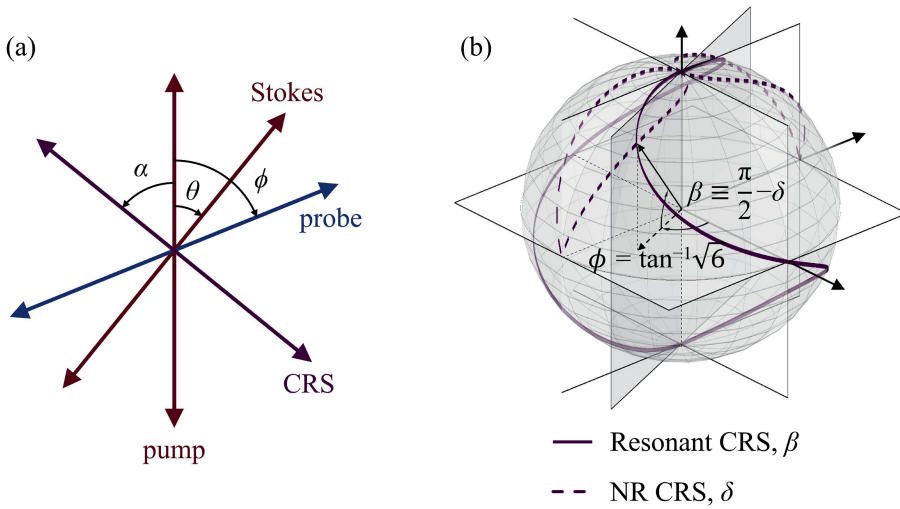 (a)
Stokes
α
θ
ϕ
probe
CRS
pump
(b)
β ≡ π/2 −δ
ϕ = tan⁻¹√6
Resonant CRS, β
NR CRS, δ